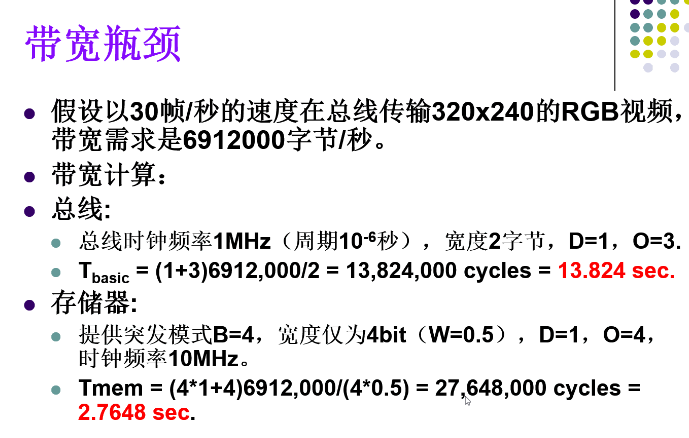 带宽瓶颈
假设以30帧/秒的速度在总线传输320x240的RGB视频,
带宽需求是6912000字节/秒。
带宽计算:
总线:
总线时钟频率1MHz（周期10⁻⁶秒），宽度2字节，D=1，O=3.
Tbasic = (1+3)6912,000/2 = 13,824,000 cycles = 13.824 sec.
存储器:
提供突发模式B=4，宽度仅为4bit（W=0.5），D=1，O=4，
时钟频率10MHz。
Tmem = (4*1+4)6912,000/(4*0.5) = 27,648,000 cycles =
2.7648 sec.